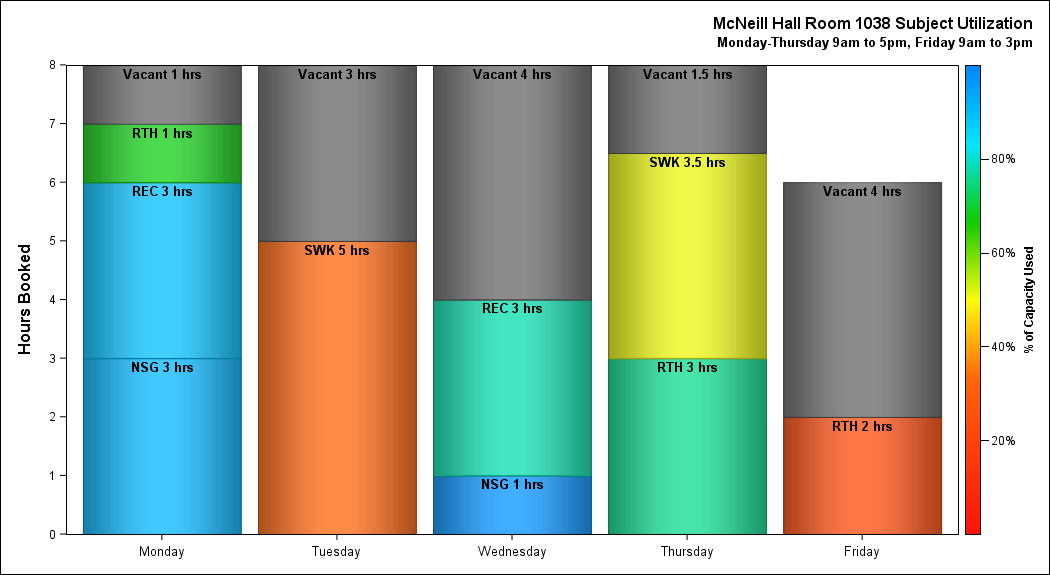 McNeill Hall Room 1038 Subject Utilization
Monday-Thursday 9am to 5pm, Friday 9am to 3pm
Hours Booked
8
7
6
5
4
3
2
1
0
Vacant 1 hrs
RTH 1 hrs
REC 3 hrs
NSG 3 hrs
Vacant 3 hrs
SWK 5 hrs
Vacant 4 hrs
REC 3 hrs
NSG 1 hrs
Vacant 1.5 hrs
SWK 3.5 hrs
RTH 3 hrs
Vacant 4 hrs
RTH 2 hrs
Monday
Tuesday
Wednesday
Thursday
Friday
80%
60%
40%
20%
% of Capacity Used